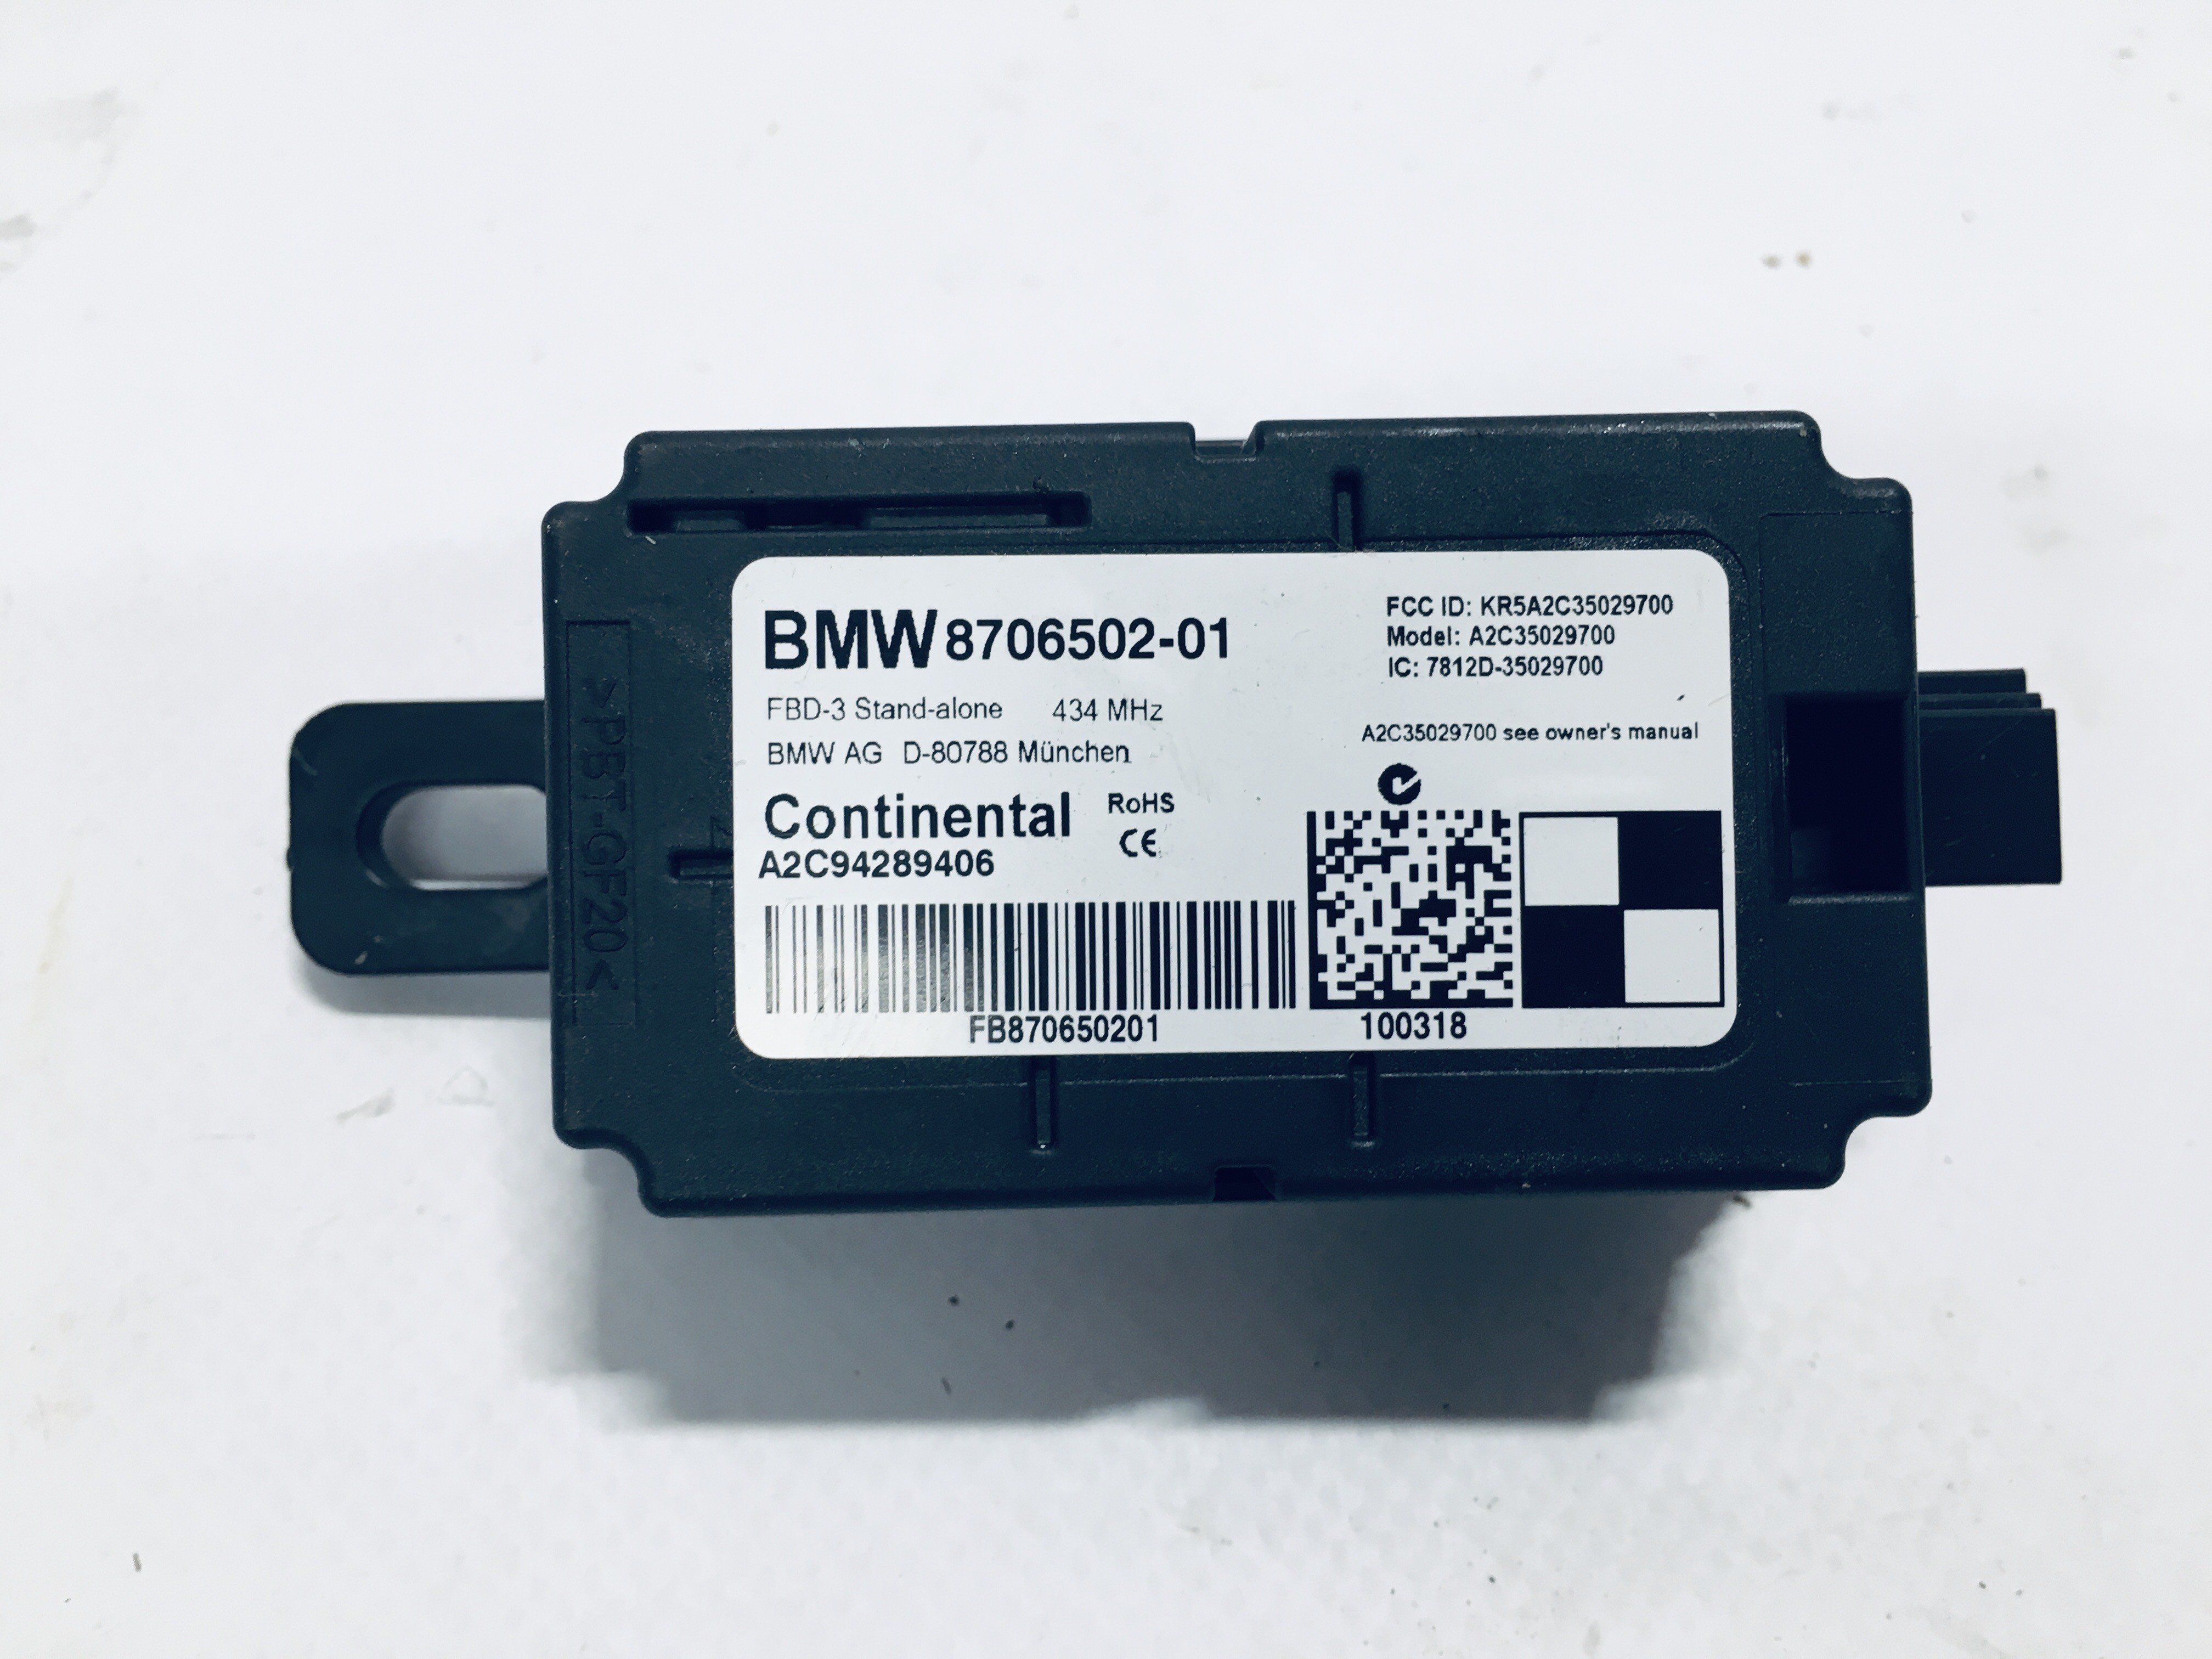 BMW 8706502-01
FBD-3 Stand-alone 434 MHz
BMW AG D-80788 München
Continental
A2C94289406
RoHS
CE
FCC ID: KR5A2C35029700
Model: A2C35029700
IC: 7812D-35029700
A2C35029700 see owner's manual
FB870650201
100318
>PBT-GF20<